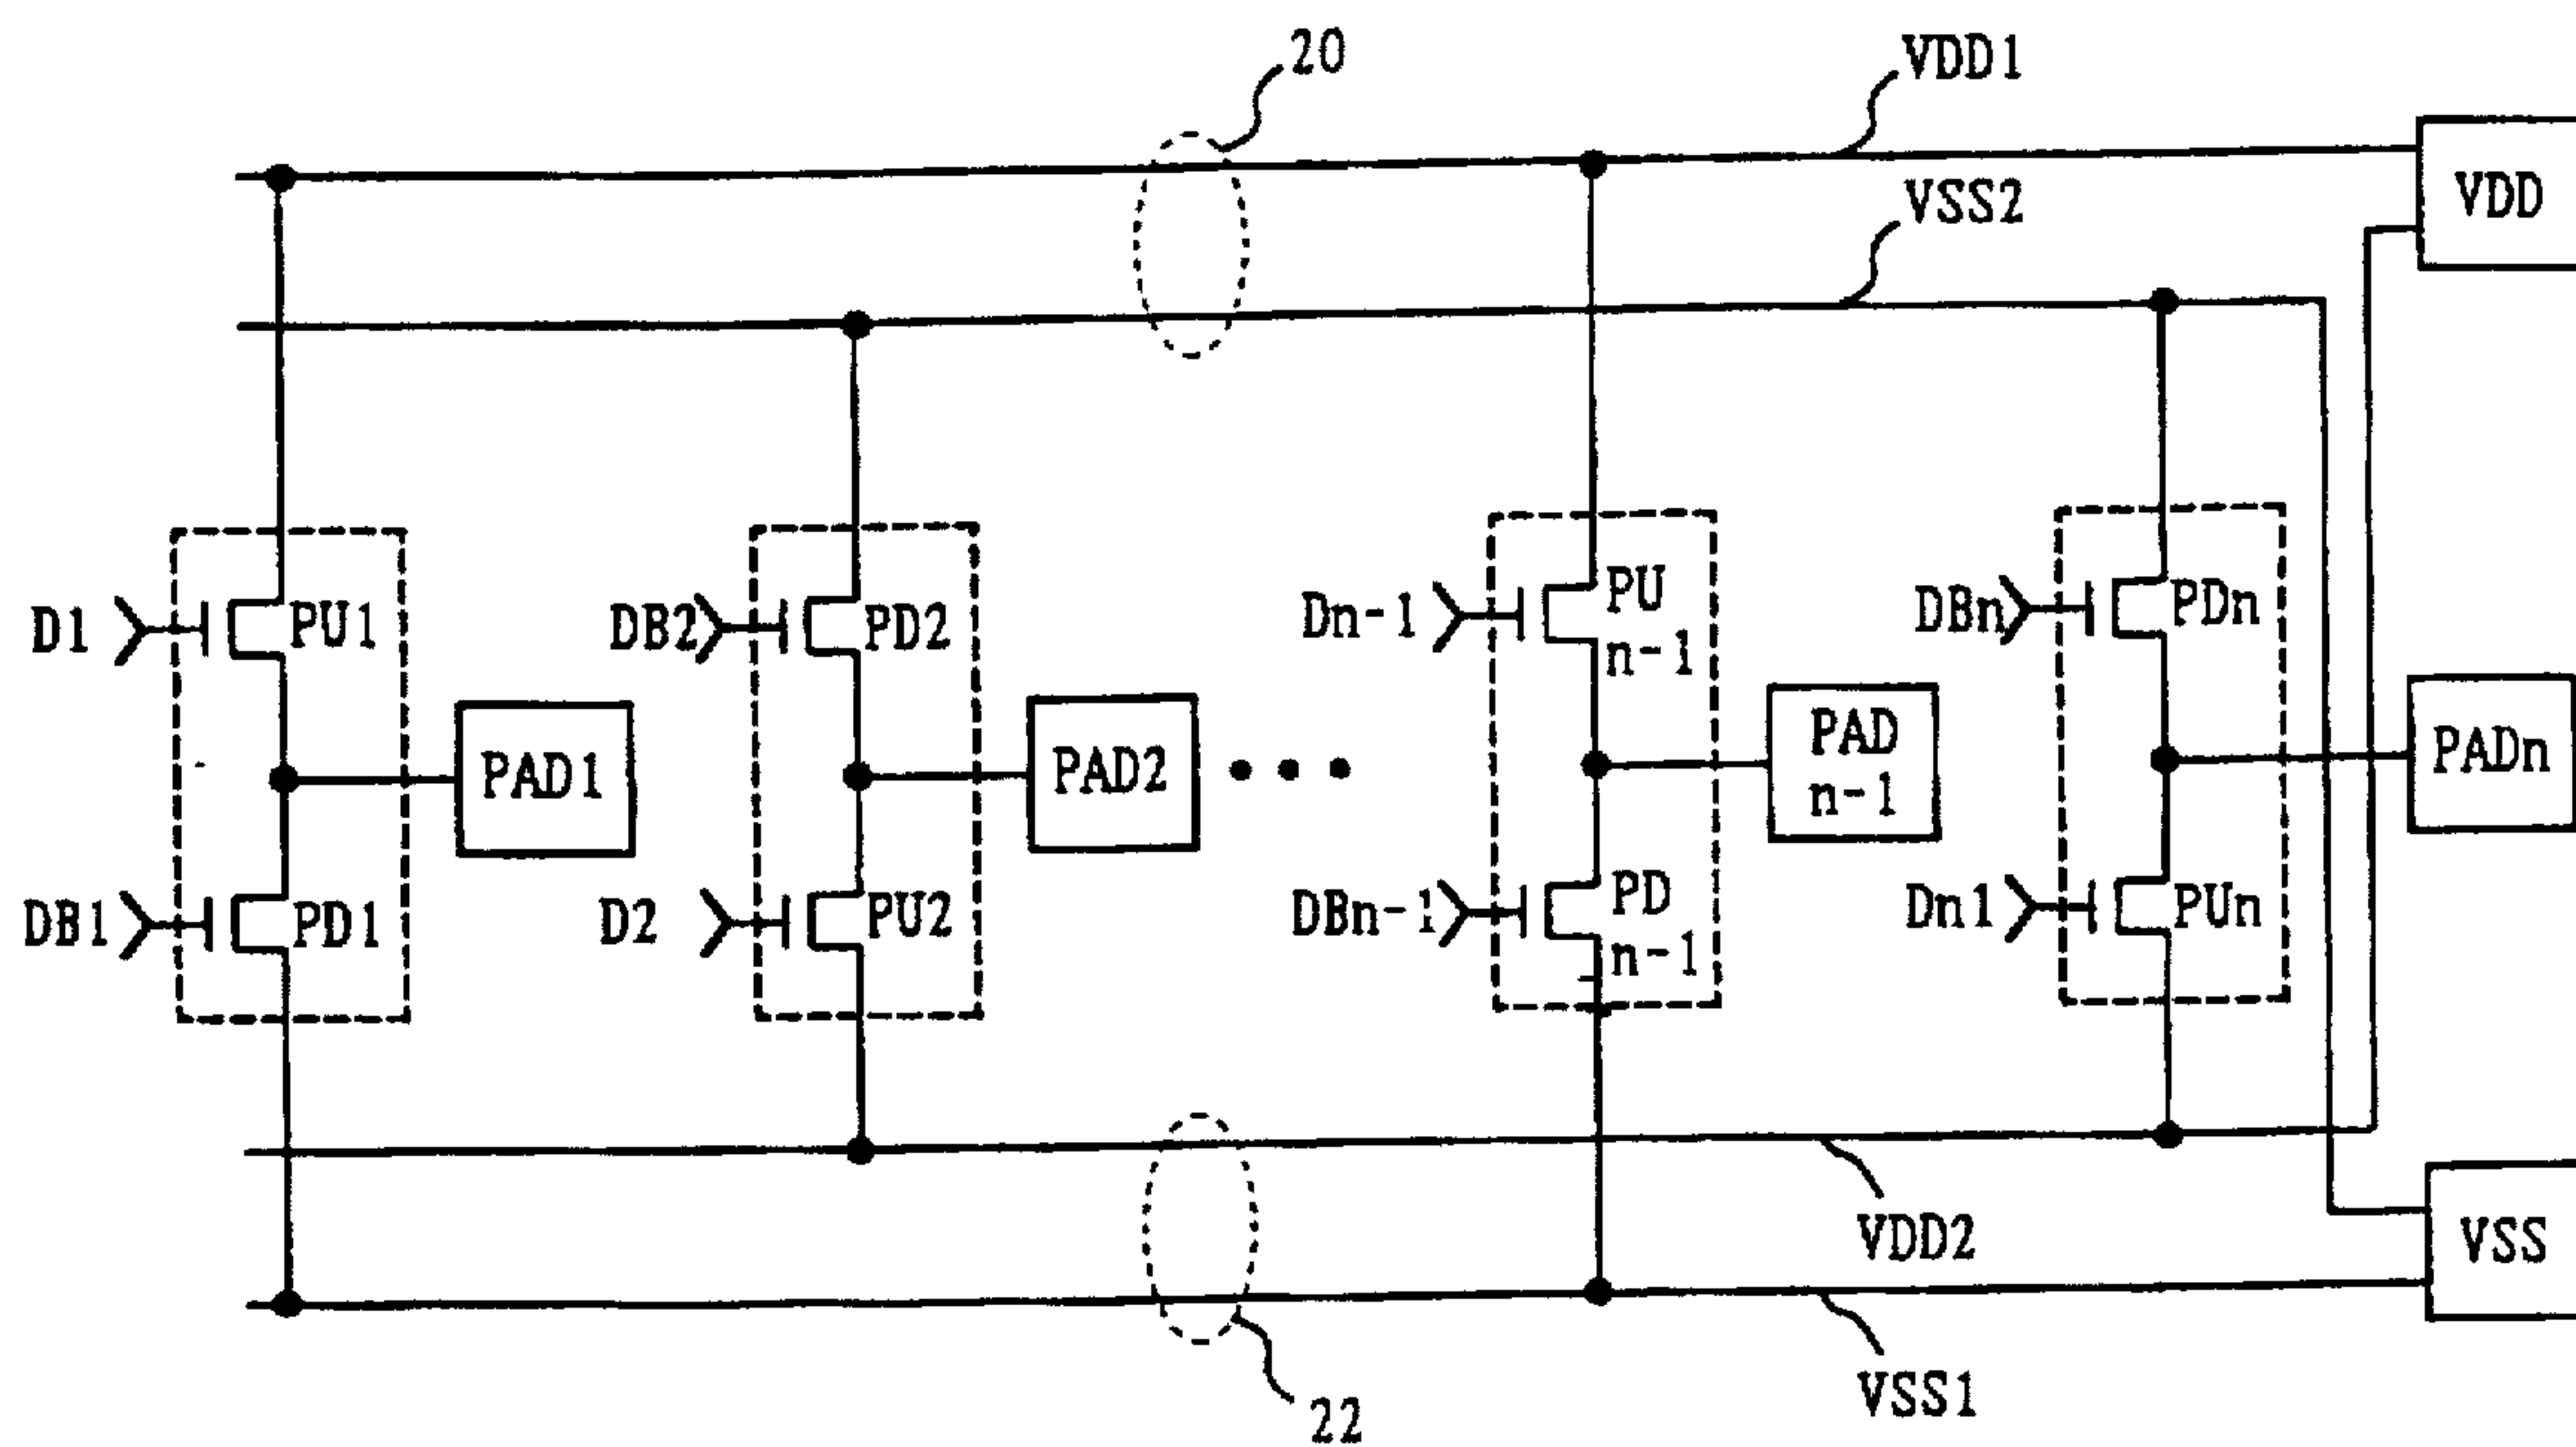 20
VDD1
VDD
VSS2
D1
PU1
DB2
PD2
Dn-1
PU
n-1
DBn
PDn
PAD1
PAD2
PAD
n-1
PADn
DB1
PD1
D2
PU2
DBn-1
PD
n-1
Dn1
PUn
VDD2
VSS
VSS1
22